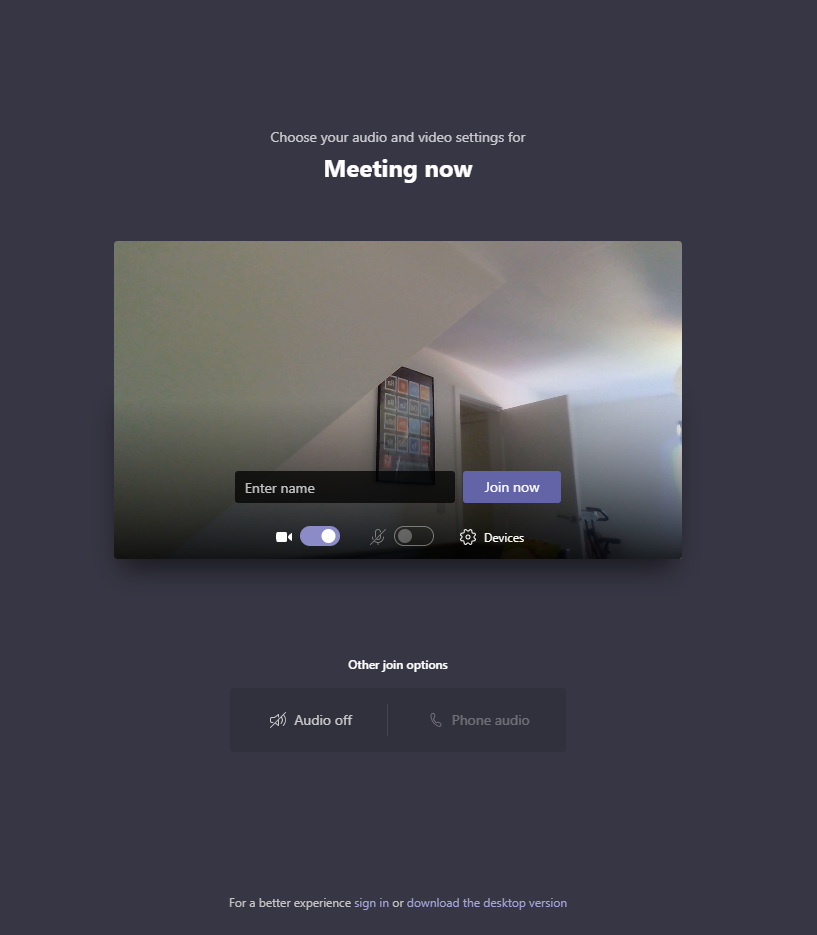 Choose your audio and video settings for
Meeting now
Enter name
Join now
Devices
Other join options
Audio off
Phone audio
For a better experience sign in or download the desktop version